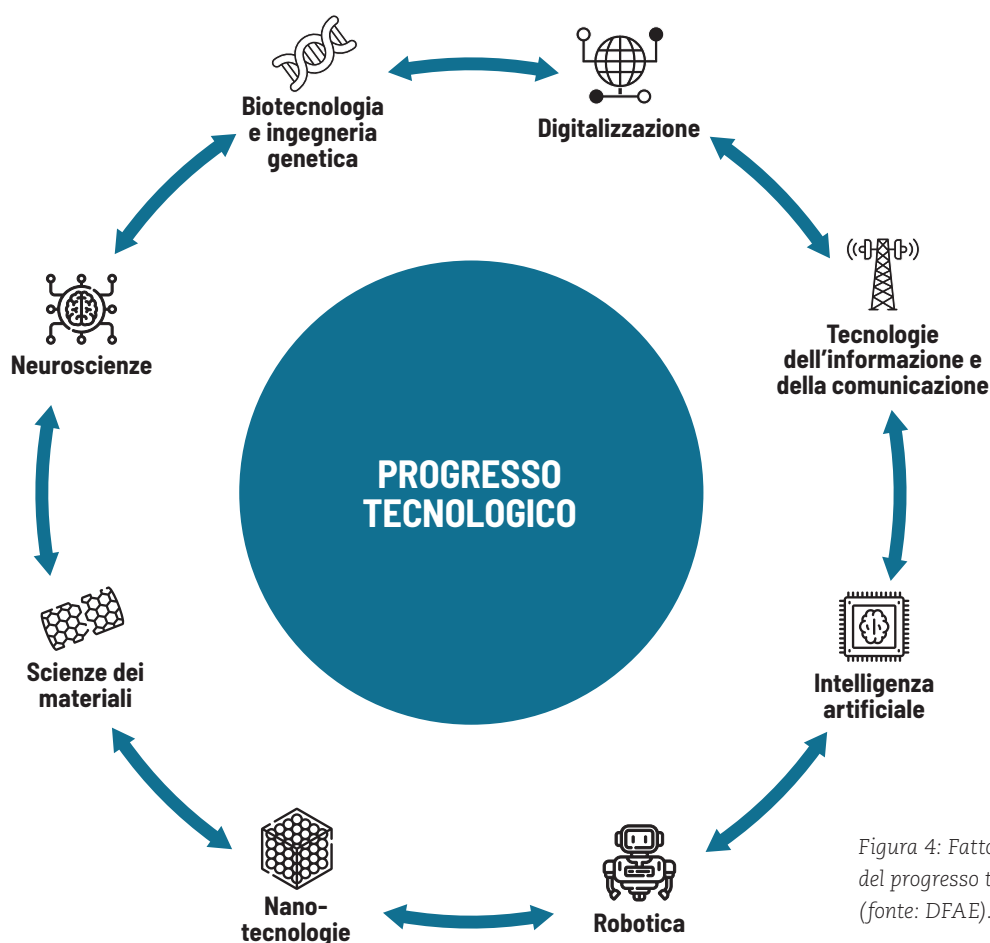 Biotecnologia
e ingegneria
genetica
Digitalizzazione
Tecnologie
dell'informazione e
della comunicazione
Neuroscienze
PROGRESSO
TECNOLOGICO
Scienze dei
materiali
Intelligenza
artificiale
Nano-
tecnologie
Robotica
Figura 4:
del progresso
(fonte: DFAE).